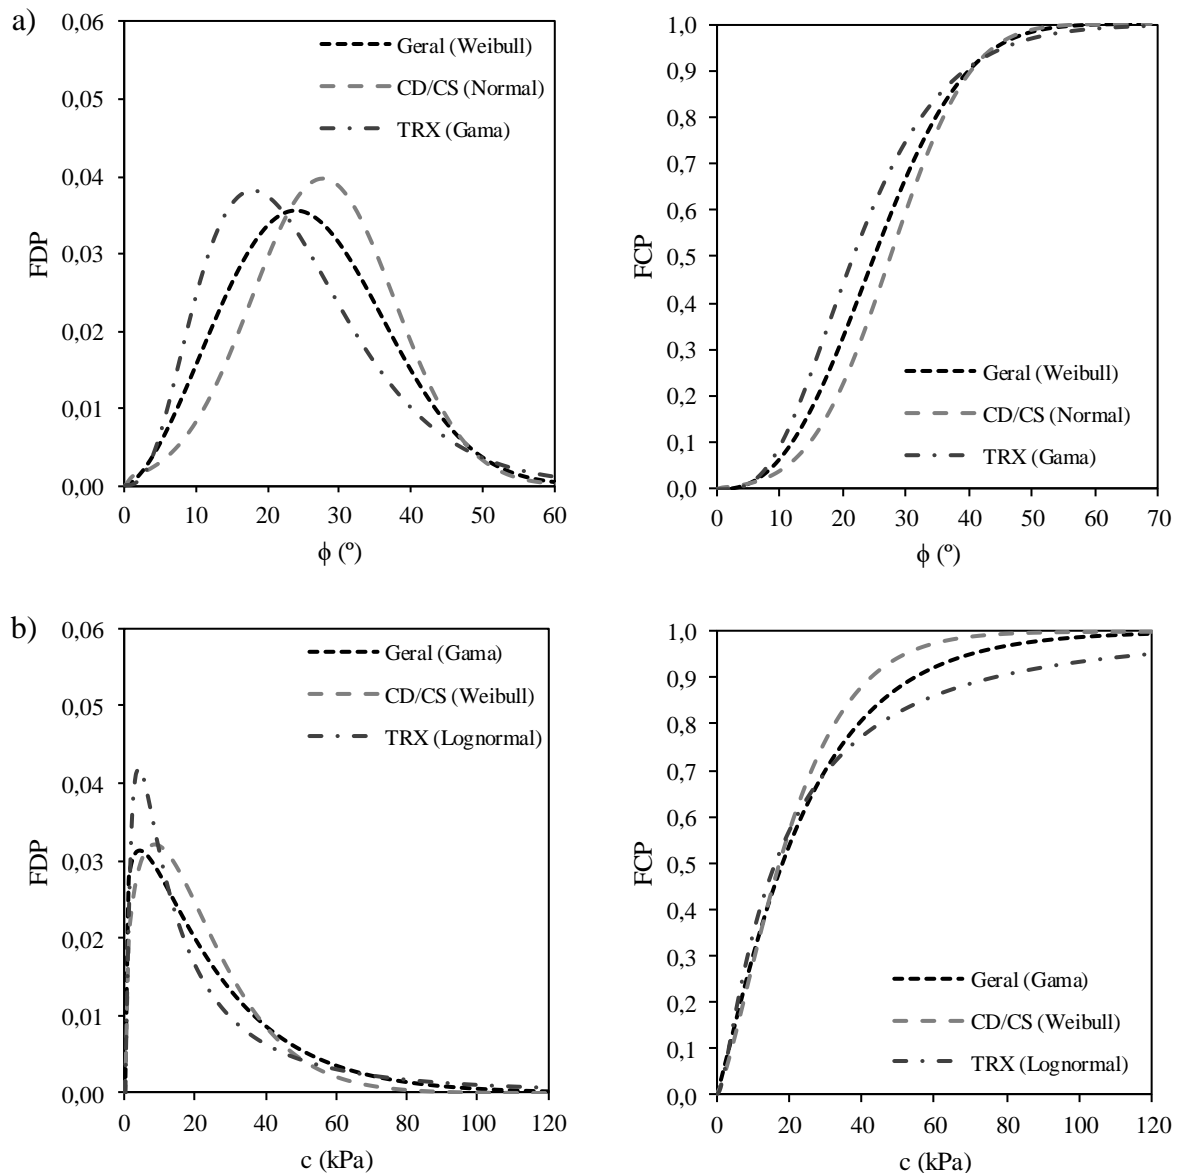 a)
0,06
0,05
0,04
0,03
0,02
0,01
0,00
FDP
Geral (Weibull)
CD/CS (Normal)
TRX (Gama)
0 10 20 30 40 50 60
ϕ (º)
1,0
0,9
0,8
0,7
0,6
0,5
0,4
0,3
0,2
0,1
0,0
FCP
Geral (Weibull)
CD/CS (Normal)
TRX (Gama)
0 10 20 30 40 50 60 70
ϕ (º)
b)
0,06
0,05
0,04
0,03
0,02
0,01
0,00
FDP
Geral (Gama)
CD/CS (Weibull)
TRX (Lognormal)
0 20 40 60 80 100 120
c (kPa)
1,0
0,9
0,8
0,7
0,6
0,5
0,4
0,3
0,2
0,1
0,0
FCP
Geral (Gama)
CD/CS (Weibull)
TRX (Lognormal)
0 20 40 60 80 100 120
c (kPa)